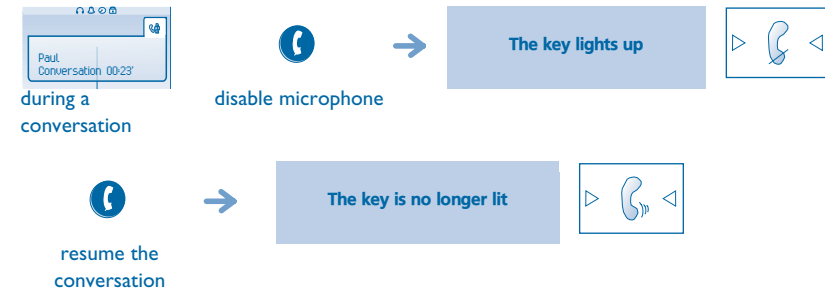 Paul
Conversation 00:23'
The key lights up
during a
conversation
disable microphone
The key is no longer lit
resume the
conversation